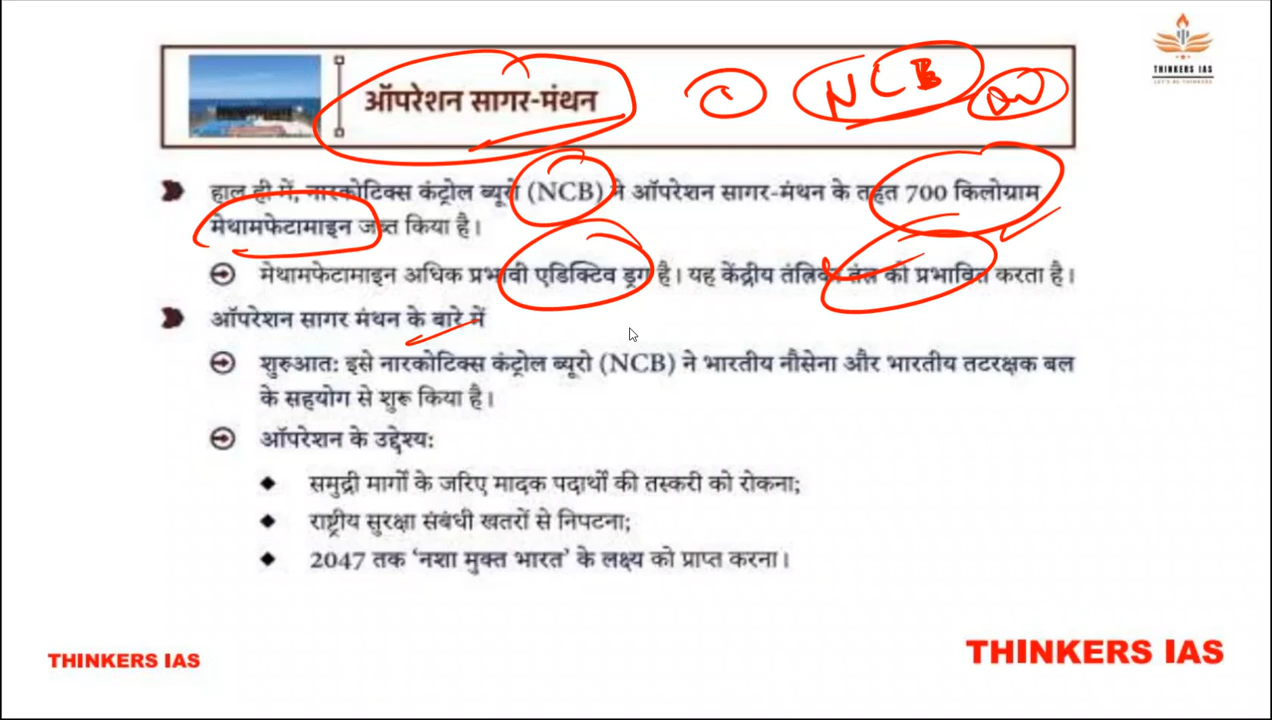 THINKERS IAS
LET'S BE THINKERS
ऑपरेशन सागर-मंथन
NCB
हाल ही में, नारकोटिक्स कंट्रोल ब्यूरो (NCB) ने ऑपरेशन सागर-मंथन के तहत 700 किलोग्राम
मेथामफेटामाइन जब्त किया है।
मेथामफेटामाइन अधिक प्रभावी एडिक्टिव ड्रग है। यह केंद्रीय तंत्रिका तंत्र को प्रभावित करता है।
ऑपरेशन सागर मंथन के बारे में
शुरुआत: इसे नारकोटिक्स कंट्रोल ब्यूरो (NCB) ने भारतीय नौसेना और भारतीय तटरक्षक बल
के सहयोग से शुरू किया है।
ऑपरेशन के उद्देश्य:
समुद्री मार्गों के जरिए मादक पदार्थों की तस्करी को रोकना;
राष्ट्रीय सुरक्षा संबंधी खतरों से निपटना;
2047 तक ‘नशा मुक्त भारत’ के लक्ष्य को प्राप्त करना।
THINKERS IAS
THINKERS IAS